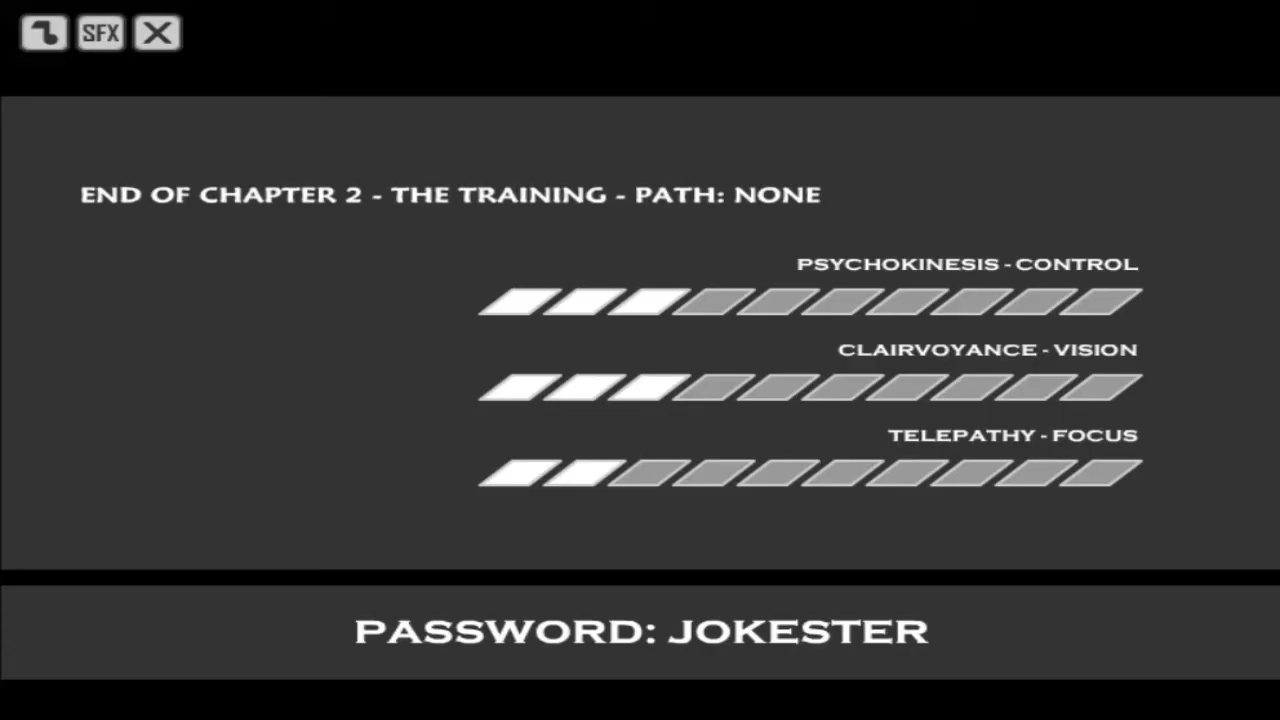 SFX
END OF CHAPTER 2 - THE TRAINING - PATH: NONE
PSYCHOKINESIS - CONTROL
CLAIRVOYANCE - VISION
TELEPATHY - FOCUS
PASSWORD: JOKESTER